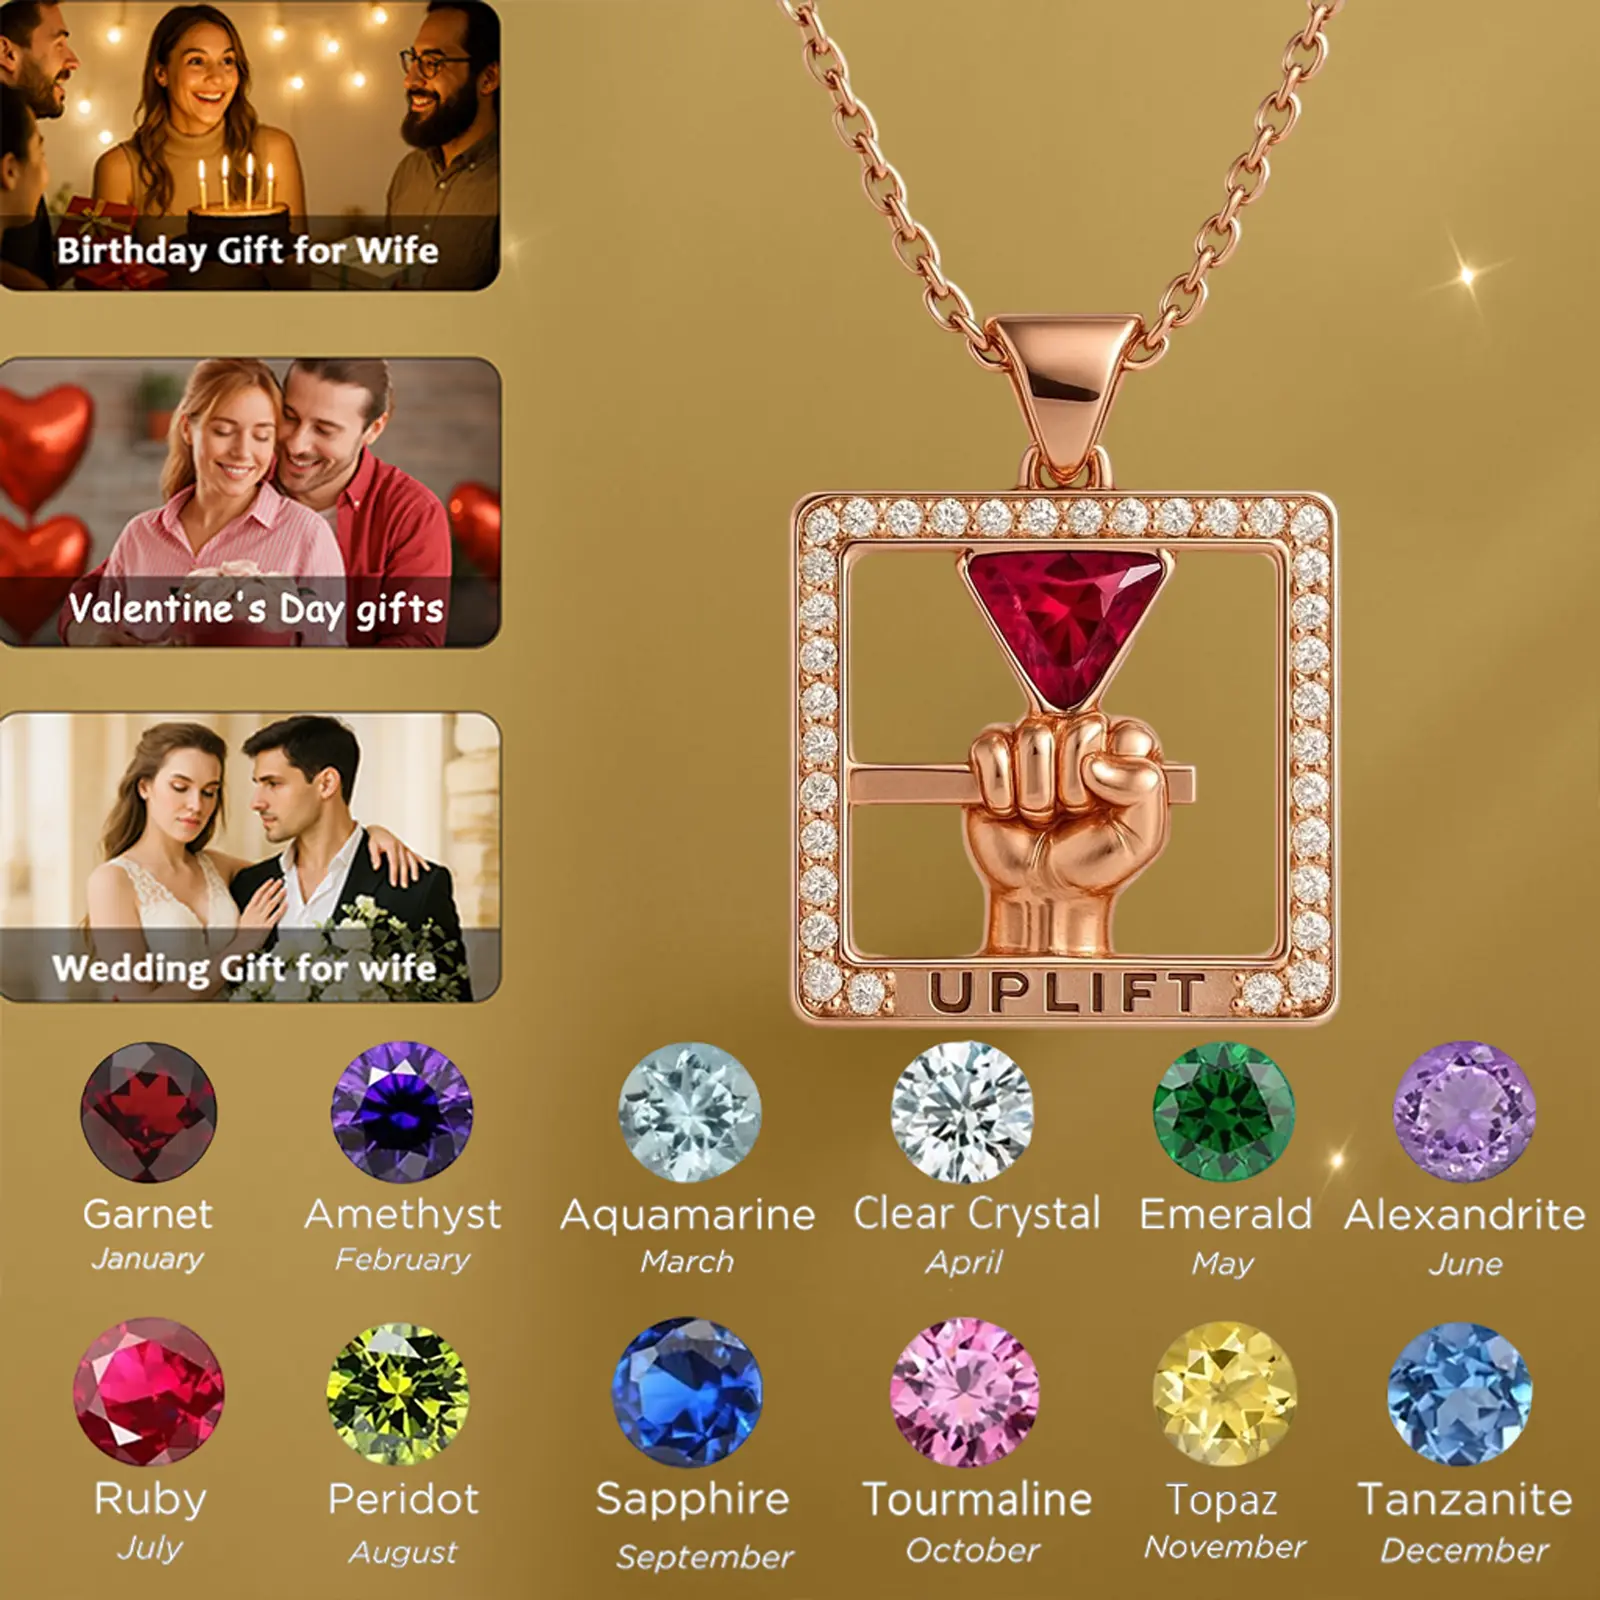 Birthday Gift for Wife
Valentine's Day gifts
Wedding Gift for wife
UPLIFT
Garnet
January
Amethyst
February
Aquamarine
March
Clear Crystal
April
Emerald
May
Alexandrite
June
Ruby
July
Peridot
August
Sapphire
September
Tourmaline
October
Topaz
November
Tanzanite
December